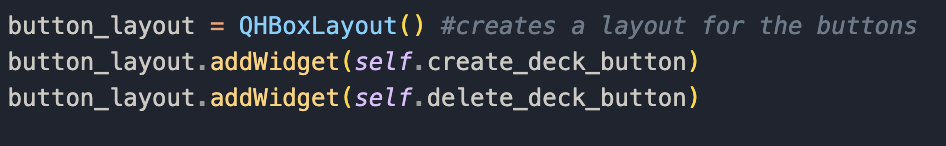 button_layout = QHBoxLayout() #creates a layout for the buttons
button_layout.addWidget(self.create_deck_button)
button_layout.addWidget(self.delete_deck_button)